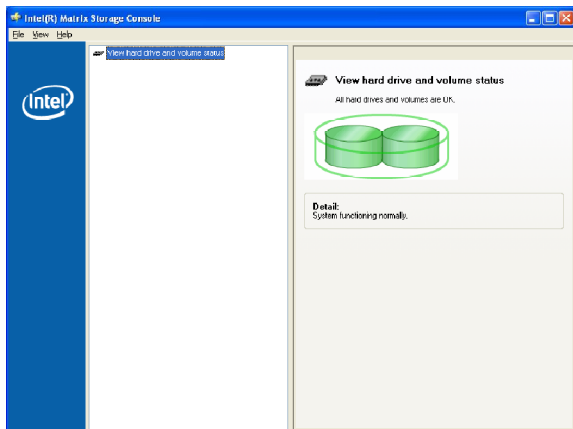 Intel(R) Matrix Storage Console
File View Help
View hard drive and volume status
(intel)
View hard drive and volume status
All hard drives and volumes are OK.
Detail:
System functioning normally.